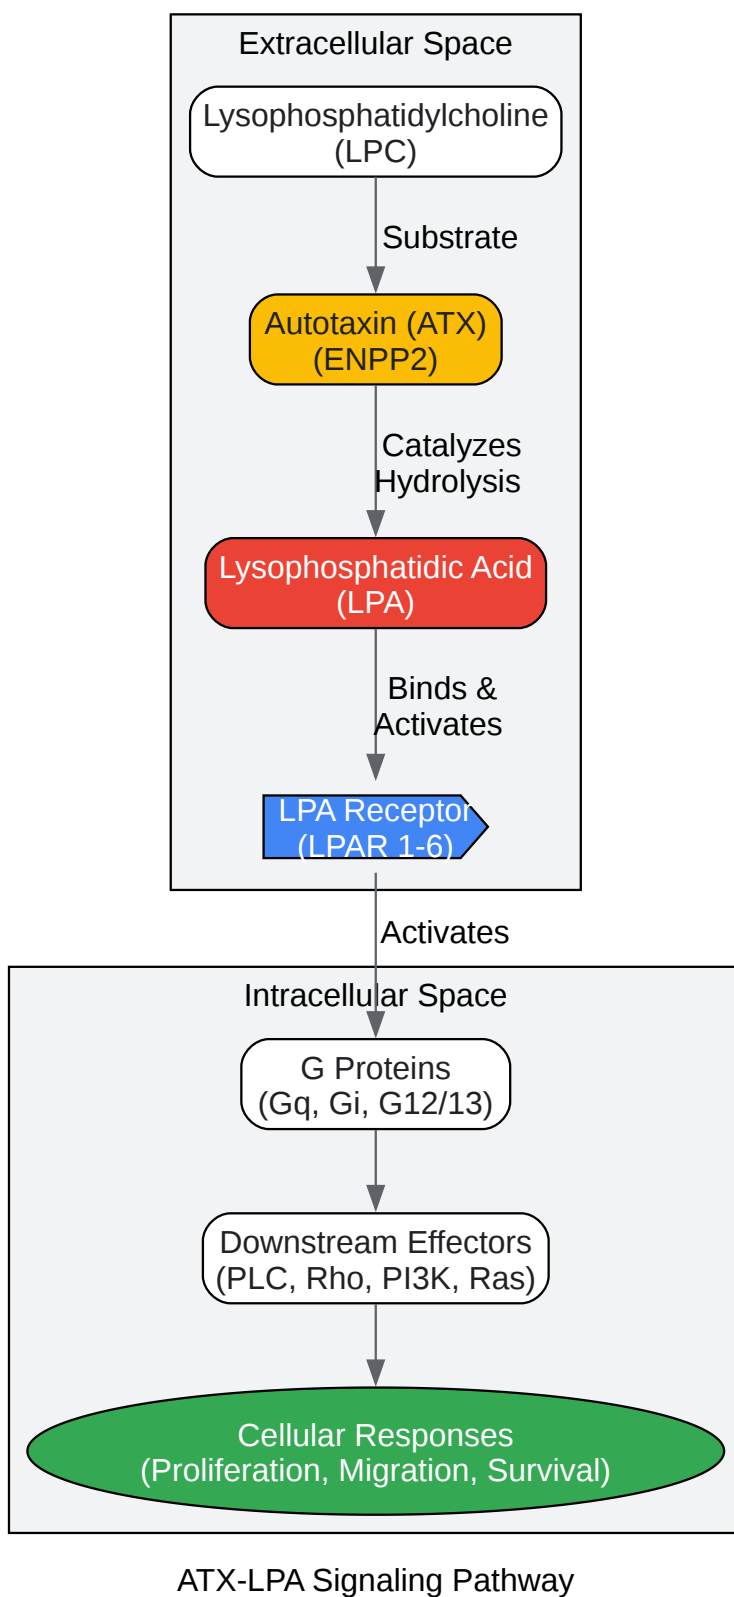 Extracellular Space
Lysophosphatidylcholine
(LPC)
Substrate
Autotaxin (ATX)
(ENPP2)
Catalyzes
Hydrolysis
Lysophosphatidic Acid
(LPA)
Binds &
Activates
LPA Receptor
(LPAR 1-6)
Activates
Intracellular Space
G Proteins
(Gq, Gi, G12/13)
Downstream Effectors
(PLC, Rho, PI3K, Ras)
Cellular Responses
(Proliferation, Migration, Survival)
ATX-LPA Signaling Pathway